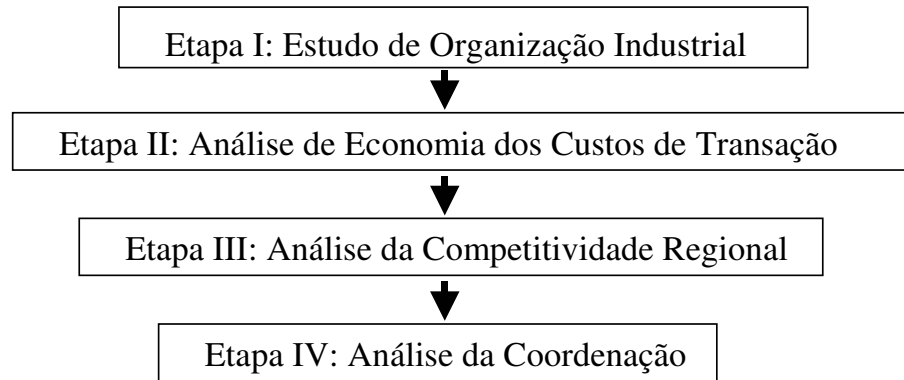 Etapa I: Estudo de Organização Industrial
Etapa II: Análise de Economia dos Custos de Transação
Etapa III: Análise da Competitividade Regional
Etapa IV: Análise da Coordenação